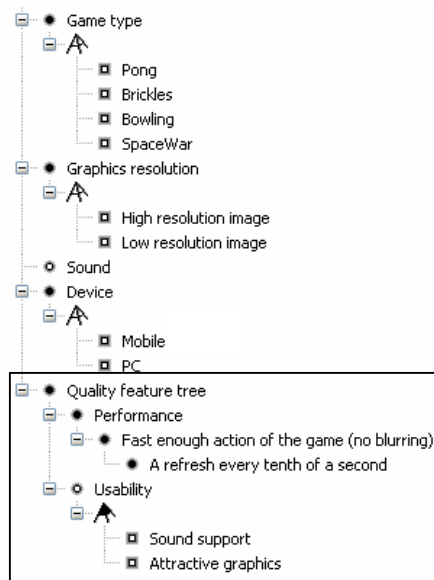 Game type
Pong
Brickles
Bowling
SpaceWar
Graphics resolution
High resolution image
Low resolution image
Sound
Device
Mobile
PC
Quality feature tree
Performance
Fast enough action of the game (no blurring)
A refresh every tenth of a second
Usability
Sound support
Attractive graphics